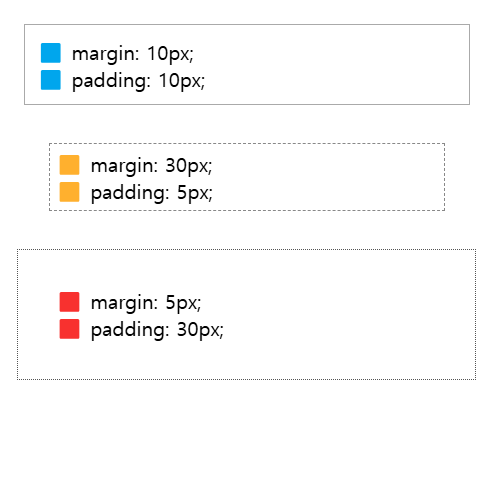 margin: 10px;
padding: 10px;
margin: 30px;
padding: 5px;
margin: 5px;
padding: 30px;